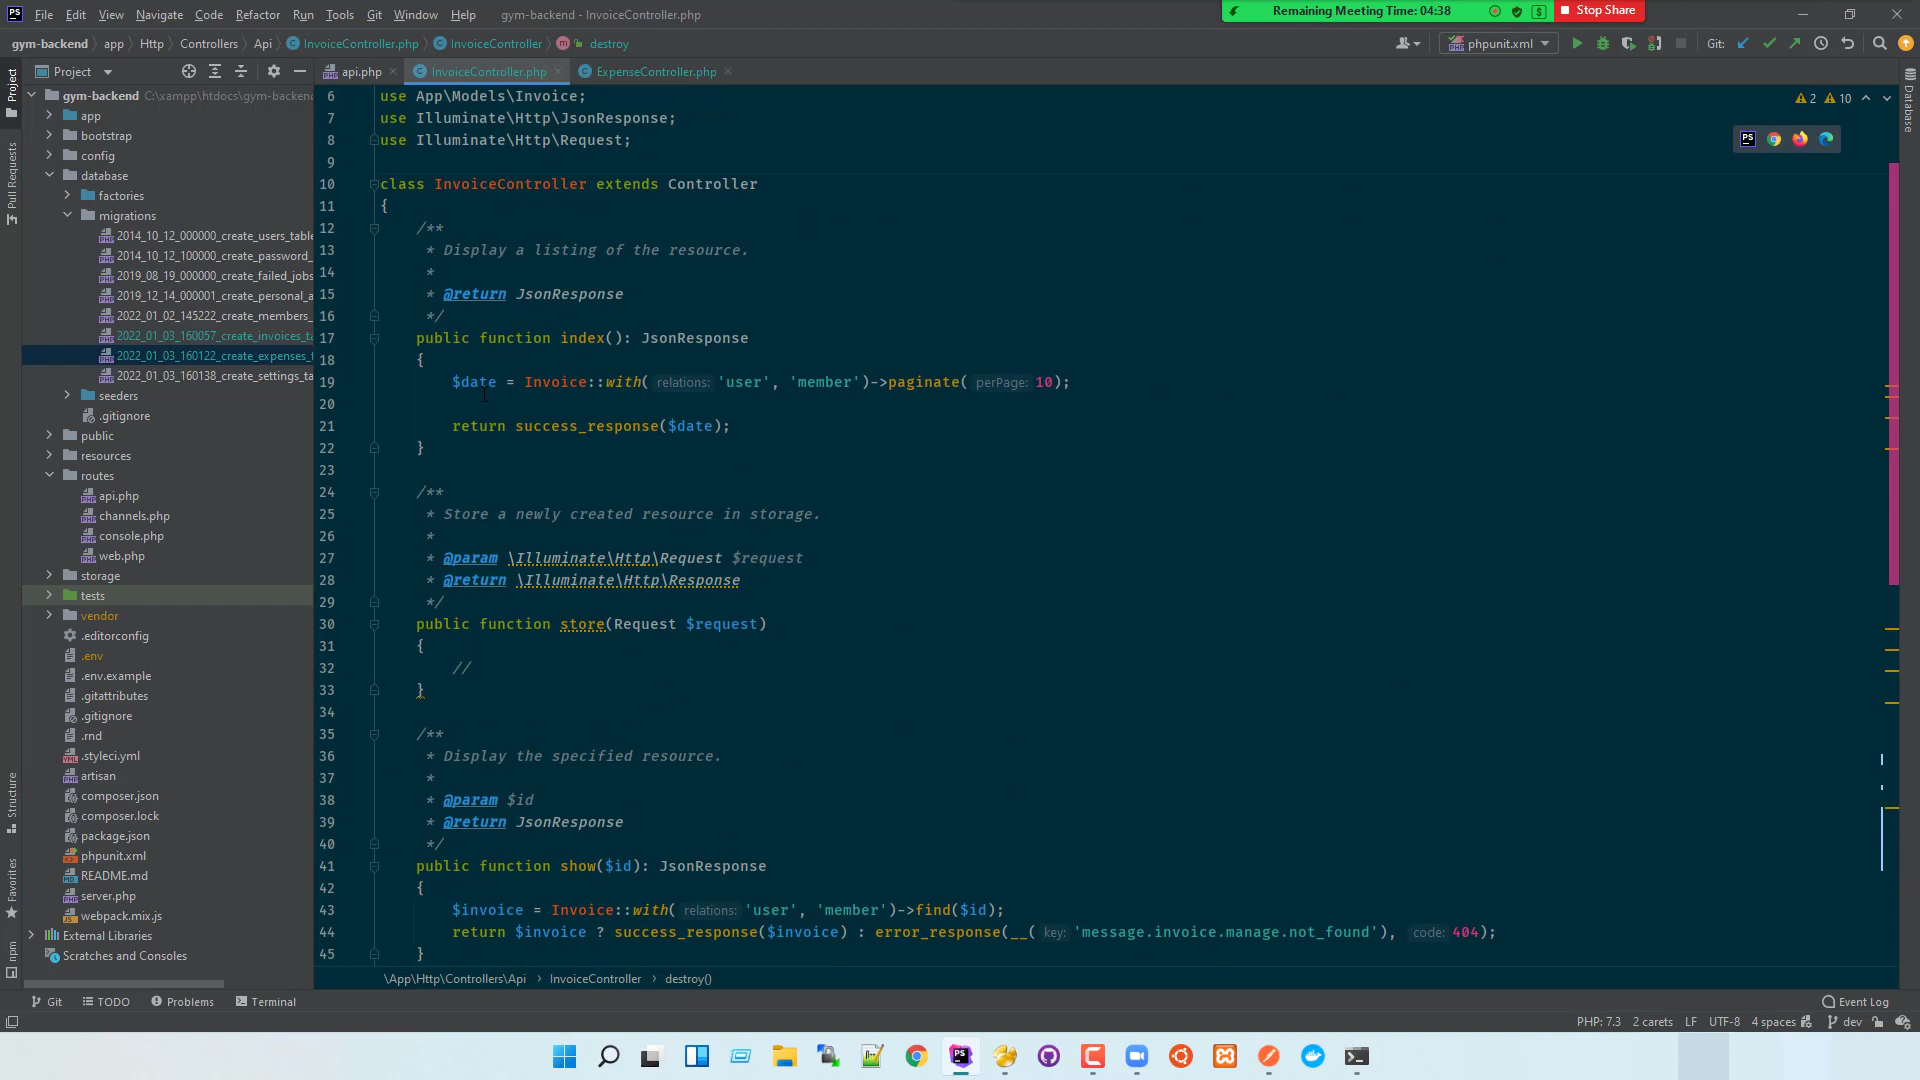 PS File Edit View Navigate Code Refactor Run Tools Git Window Help gym-backend - InvoiceController.php
Remaining Meeting Time: 04:38 Stop Share
gym-backend app Http Controllers Api InvoiceController.php InvoiceController m destroy
phpunit.xml Git:
Project
api.php InvoiceController.php ExpenseController.php
gym-backend C:\xampp\htdocs\gym-backend
app
bootstrap
config
database
factories
migrations
2014_10_12_000000_create_users_table
2014_10_12_100000_create_password_
2019_08_19_000000_create_failed_jobs
2019_12_14_000001_create_personal_a
2022_01_02_145222_create_members_
2022_01_03_160057_create_invoices_ta
2022_01_03_160122_create_expenses_t
2022_01_03_160138_create_settings_ta
seeders
.gitignore
public
resources
routes
api.php
channels.php
console.php
web.php
storage
tests
vendor
.editorconfig
.env
.env.example
.gitattributes
.gitignore
.rnd
.styleci.yml
artisan
composer.json
composer.lock
package.json
phpunit.xml
README.md
server.php
webpack.mix.js
External Libraries
Scratches and Consoles
Project
Pull Requests
Structure
Favorites
npm
Database
2 10
6 use App\Models\Invoice;
7 use Illuminate\Http\JsonResponse;
8 use Illuminate\Http\Request;
9
10 class InvoiceController extends Controller
11 {
12 /**
13 * Display a listing of the resource.
14 *
15 * @return JsonResponse
16 */
17 public function index(): JsonResponse
18 {
19 $date = Invoice::with( relations: 'user', 'member')->paginate( perPage: 10);
20
21 return success_response($date);
22 }
23
24 /**
25 * Store a newly created resource in storage.
26 *
27 * @param \Illuminate\Http\Request $request
28 * @return \Illuminate\Http\Response
29 */
30 public function store(Request $request)
31 {
32 //
33 }
34
35 /**
36 * Display the specified resource.
37 *
38 * @param $id
39 * @return JsonResponse
40 */
41 public function show($id): JsonResponse
42 {
43 $invoice = Invoice::with( relations: 'user', 'member')->find($id);
44 return $invoice ? success_response($invoice) : error_response(__( key: 'message.invoice.manage.not_found'), code: 404);
45 }
\App\Http\Controllers\Api InvoiceController destroy()
Git TODO Problems Terminal Event Log
PHP: 7.3 2 carets LF UTF-8 4 spaces dev